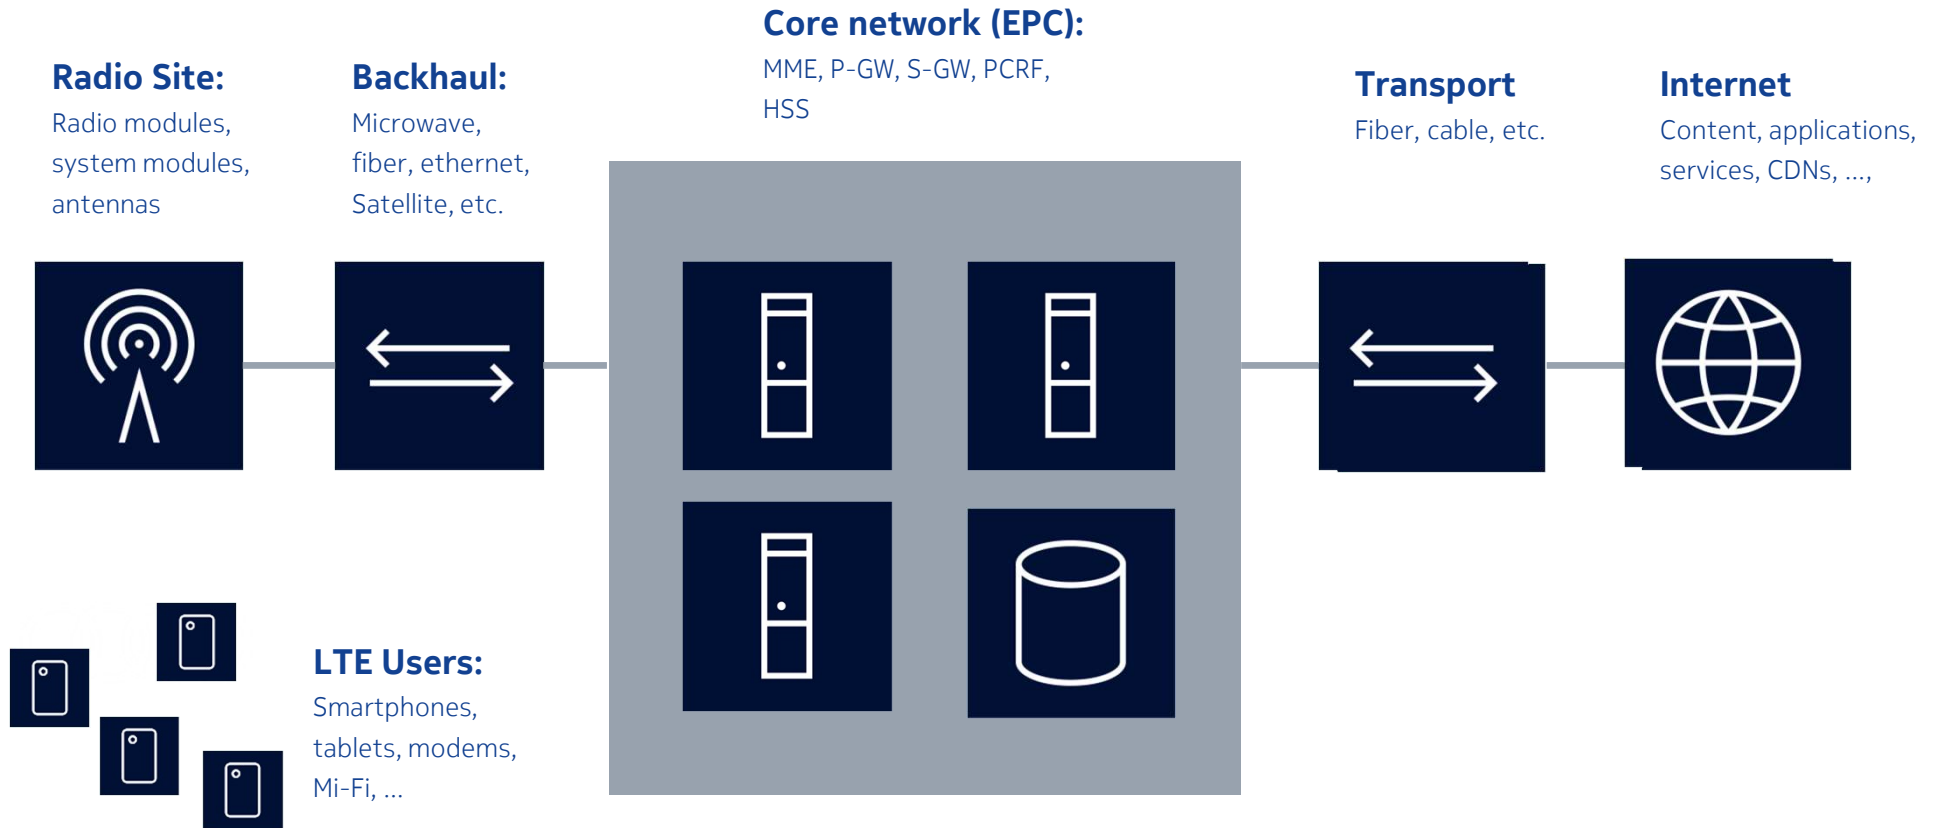 Radio Site:
Radio modules,
system modules,
antennas
Backhaul:
Microwave,
fiber, ethernet,
Satellite, etc.
Core network (EPC):
MME, P-GW, S-GW, PCRF,
HSS
Transport
Fiber, cable, etc.
Internet
Content, applications,
services, CDNs, ...,
LTE Users:
Smartphones,
tablets, modems,
Mi-Fi, ...